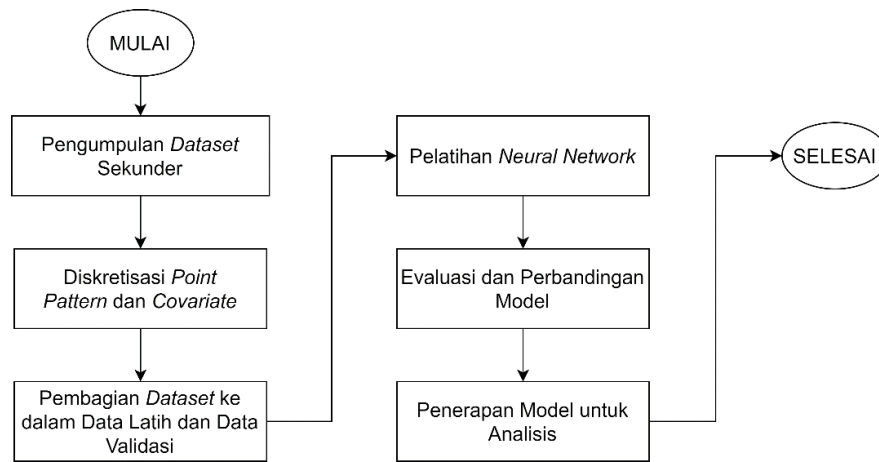 MULAI
Pengumpulan Dataset
Sekunder
Diskretisasi Point
Pattern dan Covariate
Pembagian Dataset ke
dalam Data Latih dan Data
Validasi
Pelatihan Neural Network
Evaluasi dan Perbandingan
Model
Penerapan Model untuk
Analisis
SELESAI